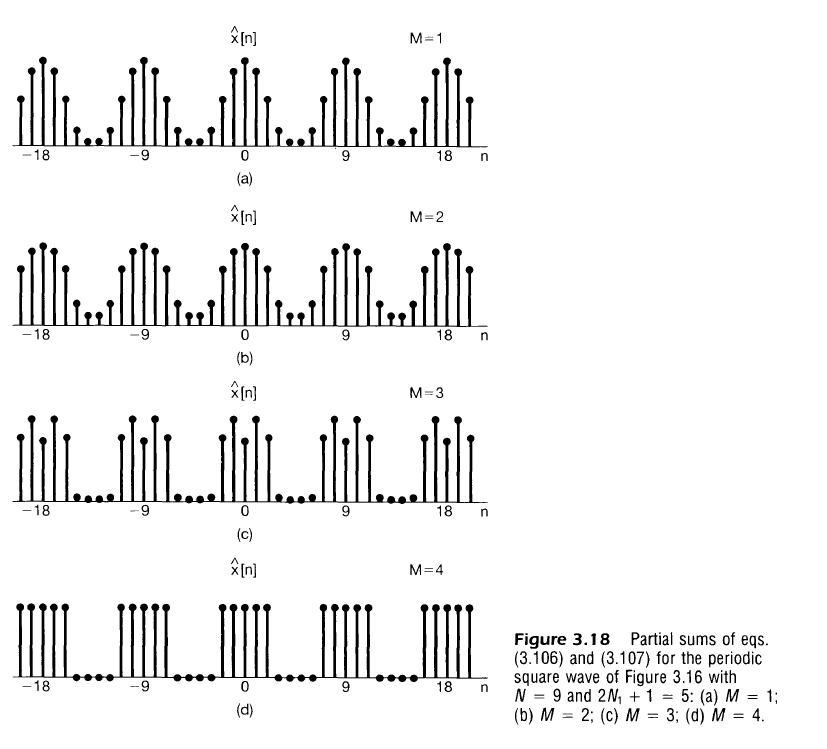 x̂[n] M=1
−18 −9 0 9 18 n
(a)
x̂[n] M=2
−18 −9 0 9 18 n
(b)
x̂[n] M=3
−18 −9 0 9 18 n
(c)
x̂[n] M=4
−18 −9 0 9 18 n
(d)
Figure 3.18 Partial sums of eqs.
(3.106) and (3.107) for the periodic
square wave of Figure 3.16 with
N = 9 and 2N₁ + 1 = 5: (a) M = 1;
(b) M = 2; (c) M = 3; (d) M = 4.